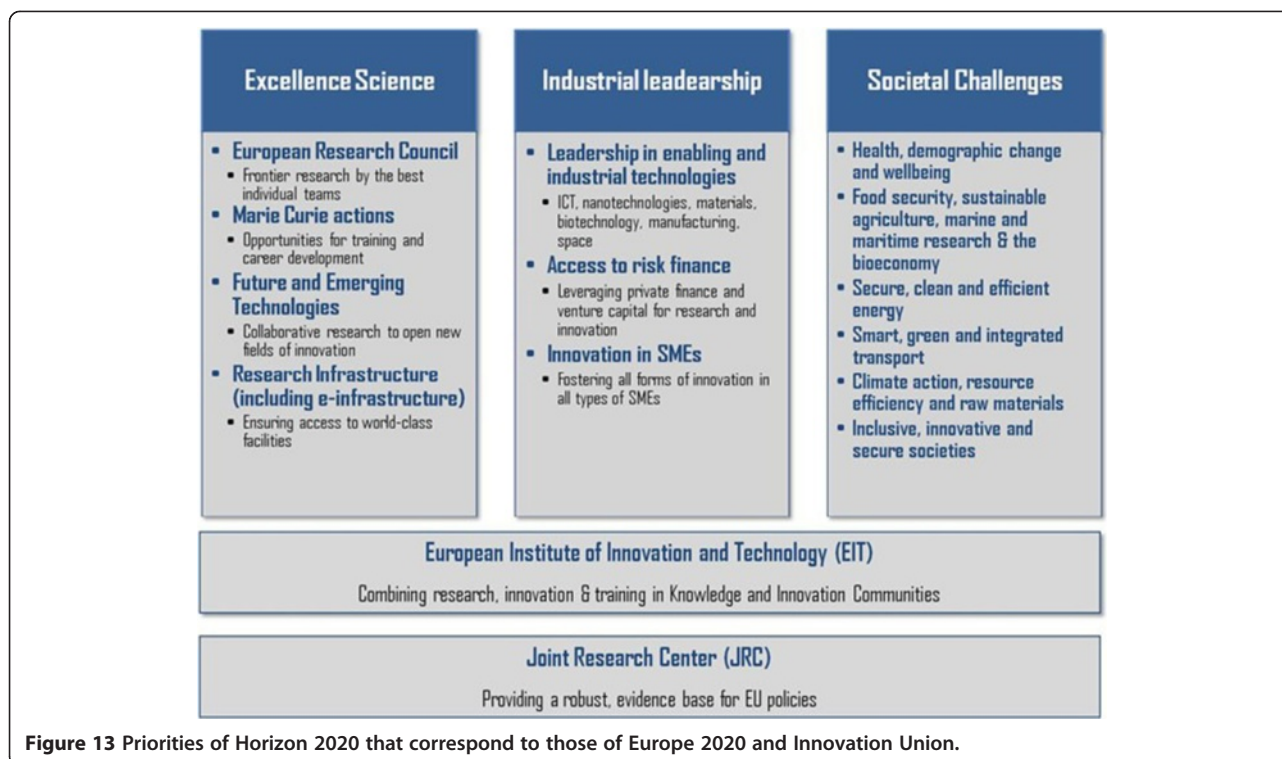 Excellence Science
▪ European Research Council
▪ Frontier research by the best
individual teams
▪ Marie Curie actions
▪ Opportunities for training and
career development
▪ Future and Emerging
Technologies
▪ Collaborative research to open new
fields of innovation
▪ Research Infrastructure
(including e-infrastructure)
▪ Ensuring access to world-class
facilities
Industrial leadearship
▪ Leadership in enabling and
industrial technologies
▪ ICT, nanotechnologies, materials,
biotechnology, manufacturing,
space
▪ Access to risk finance
▪ Leveraging private finance and
venture capital for research and
innovation
▪ Innovation in SMEs
▪ Fostering all forms of innovation in
all types of SMEs
Societal Challenges
▪ Health, demographic change
and wellbeing
▪ Food security, sustainable
agriculture, marine and
maritime research & the
bioeconomy
▪ Secure, clean and efficient
energy
▪ Smart, green and integrated
transport
▪ Climate action, resource
efficiency and raw materials
▪ Inclusive, innovative and
secure societies
European Institute of Innovation and Technology (EIT)
Combining research, innovation & training in Knowledge and Innovation Communities
Joint Research Center (JRC)
Providing a robust, evidence base for EU policies
Figure 13 Priorities of Horizon 2020 that correspond to those of Europe 2020 and Innovation Union.